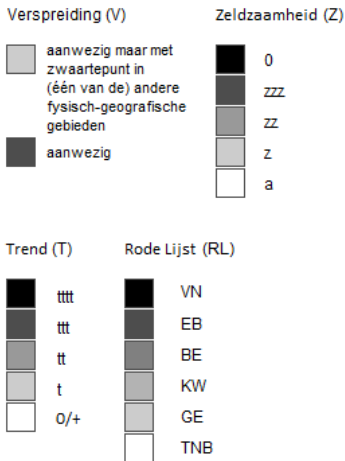 Verspreiding (V)
aanwezig maar met
zwaartepunt in
(één van de) andere
fysisch-geografische
gebieden
aanwezig
Zeldzaamheid (Z)
0
zzz
zz
z
a
Trend (T)
tttt
ttt
tt
t
0/+
Rode Lijst (RL)
VN
EB
BE
KW
GE
TNB